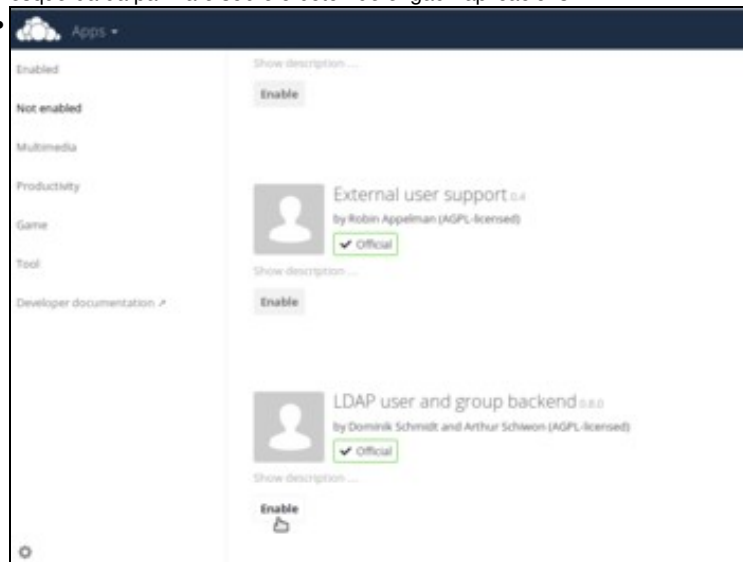 Apps
Enabled
Not enabled
Multimedia
Productivity
Game
Tool
Developer documentation
Show description ...
Enable
External user support 0.4
by Robin Appelman (AGPL-licensed)
Official
Show description ...
Enable
LDAP user and group backend 0.8.0
by Dominik Schmidt and Arthur Schiwon (AGPL-licensed)
Official
Show description ...
Enable